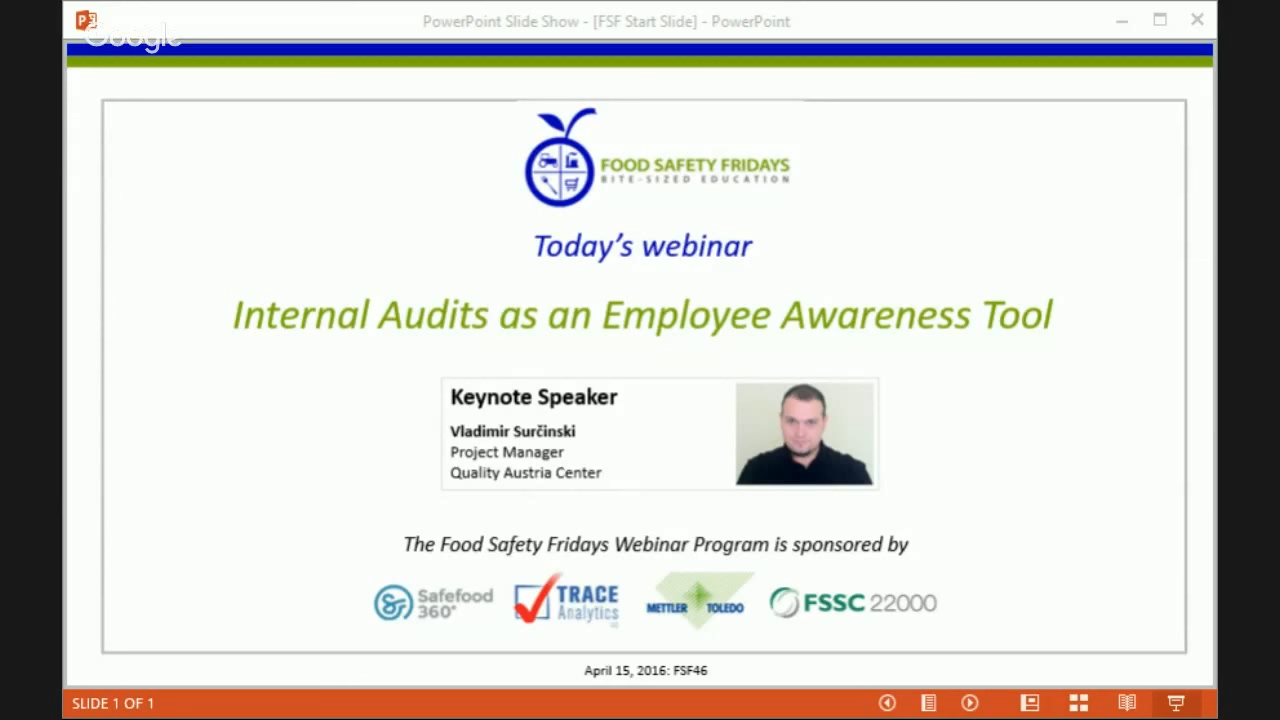 PowerPoint Slide Show - [FSF Start Slide] - PowerPoint
Google
FOOD SAFETY FRIDAYS
BITE-SIZED EDUCATION
Today's webinar
Internal Audits as an Employee Awareness Tool
Keynote Speaker
Vladimir Surčinski
Project Manager
Quality Austria Center
The Food Safety Fridays Webinar Program is sponsored by
Safefood 360°
TRACE Analytics
METTLER TOLEDO
FSSC 22000
April 15, 2016: FSF46
SLIDE 1 OF 1